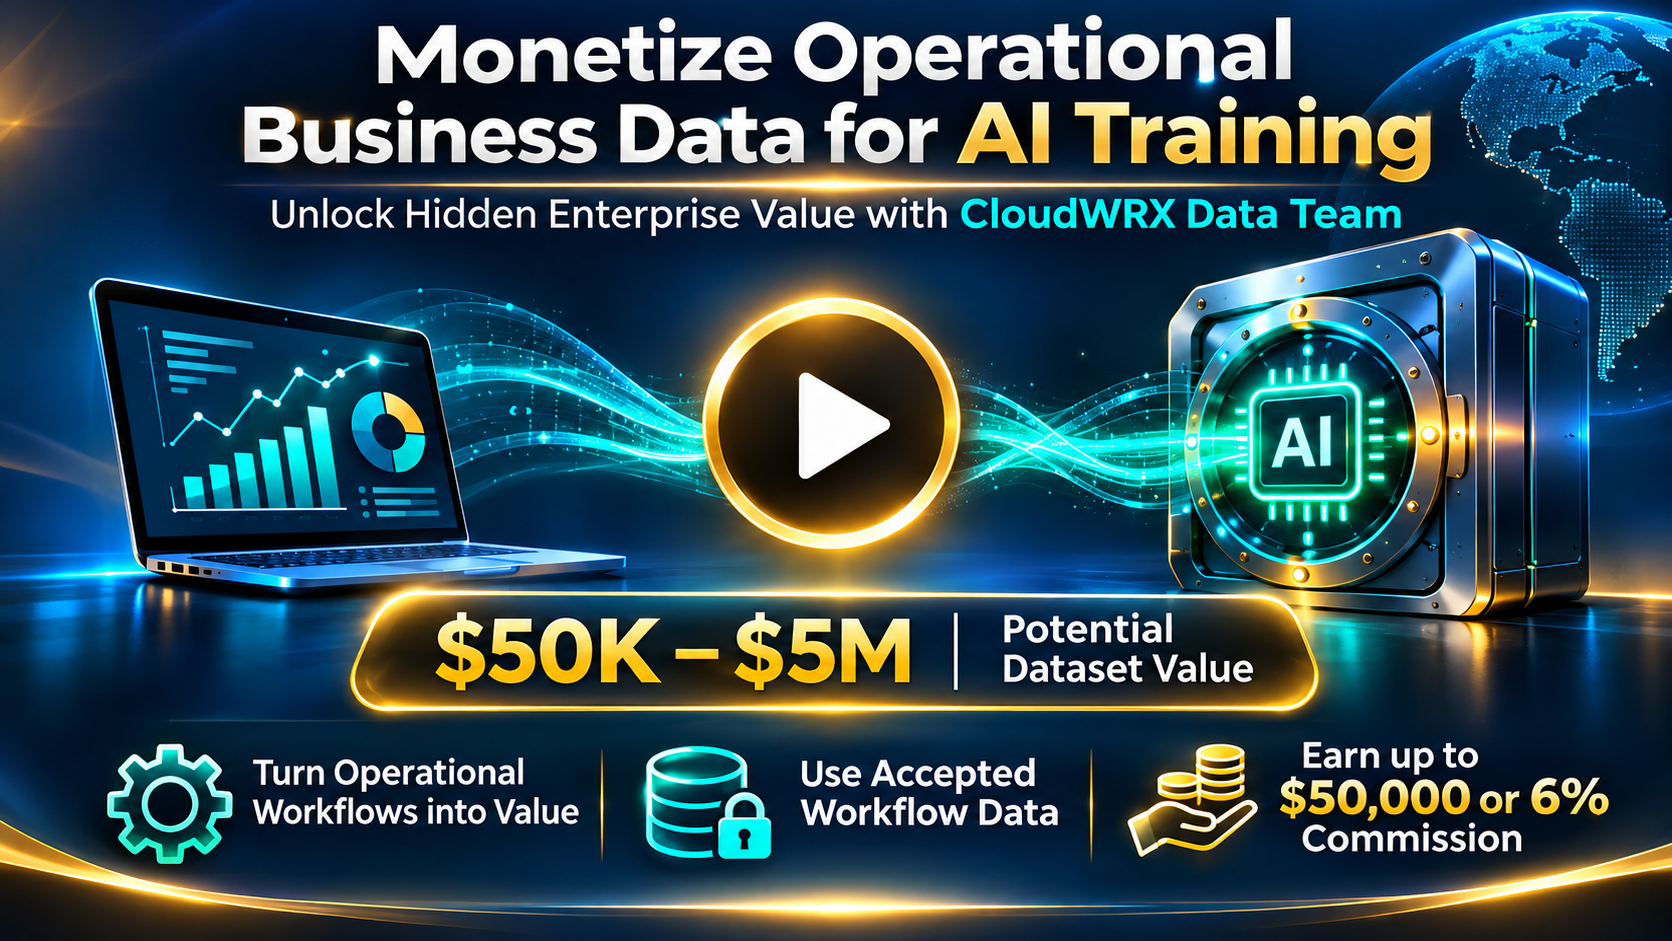 Monetize Operational
Business Data for AI Training
Unlock Hidden Enterprise Value with CloudWRX Data Team
AI
$50K – $5M
Potential
Dataset Value
Turn Operational
Workflows into Value
Use Accepted
Workflow Data
Earn up to
$50,000 or 6%
Commission